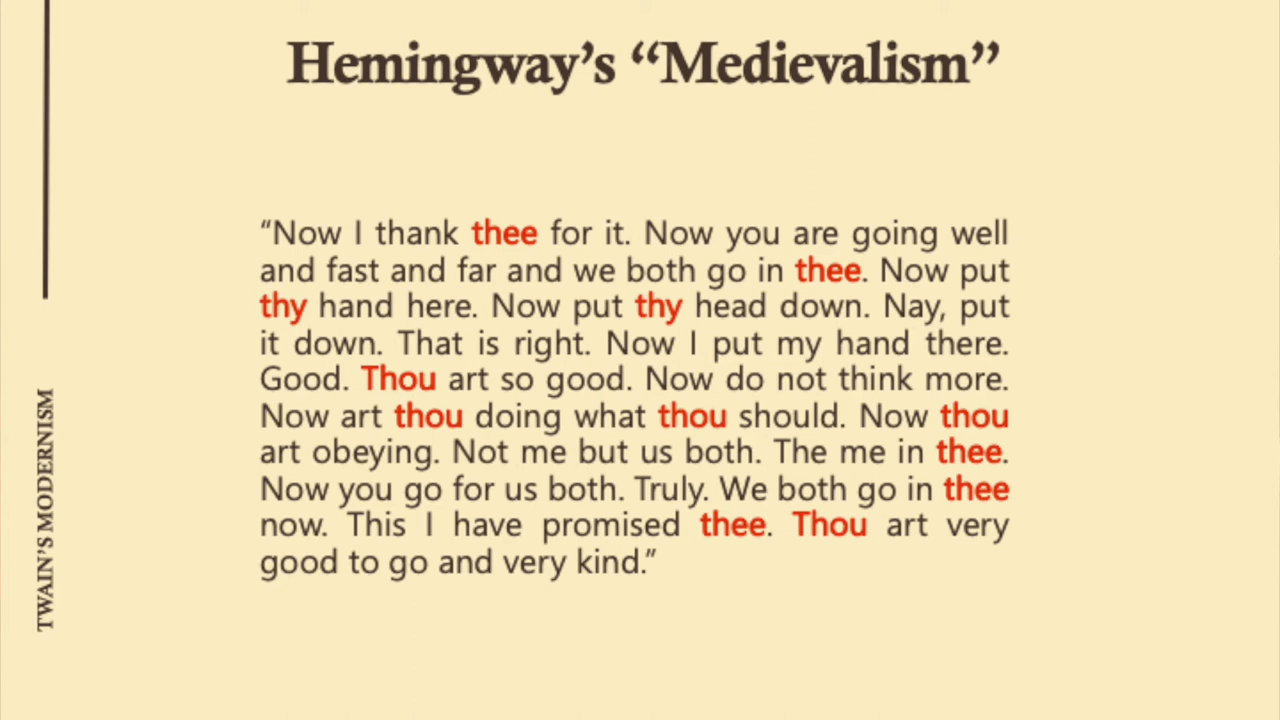 Hemingway’s “Medievalism”
“Now I thank thee for it. Now you are going well
and fast and far and we both go in thee. Now put
thy hand here. Now put thy head down. Nay, put
it down. That is right. Now I put my hand there.
Good. Thou art so good. Now do not think more.
Now art thou doing what thou should. Now thou
art obeying. Not me but us both. The me in thee.
Now you go for us both. Truly. We both go in thee
now. This I have promised thee. Thou art very
good to go and very kind.”
TWAIN’S MODERNISM